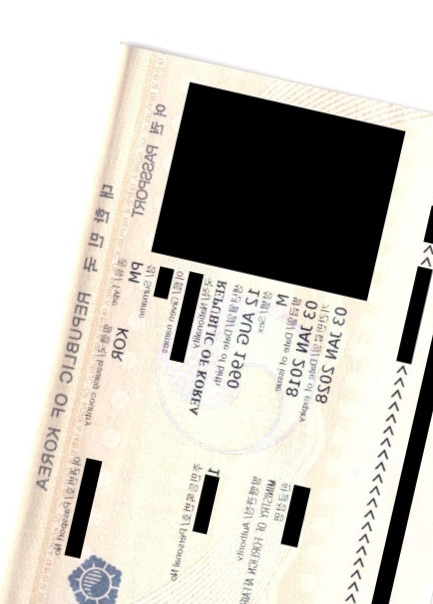 대한민국 REPUBLIC OF KOREA
여권 PASSPORT
종류/Type
발행국/Issuing country
여권번호/Passport No
PM
KOR
성/Surname
이름/Given names
국적/Nationality
REPUBLIC OF KOREA
생년월일/Date of birth
주민등록번호/Personal No
12 AUG 1960
1
성별/Sex
발행관청/Authority
M
MINISTRY OF FOREIGN AFFAIRS
발급일/Date of issue
03 JAN 2018
기간만료일/Date of expiry
03 JAN 2028